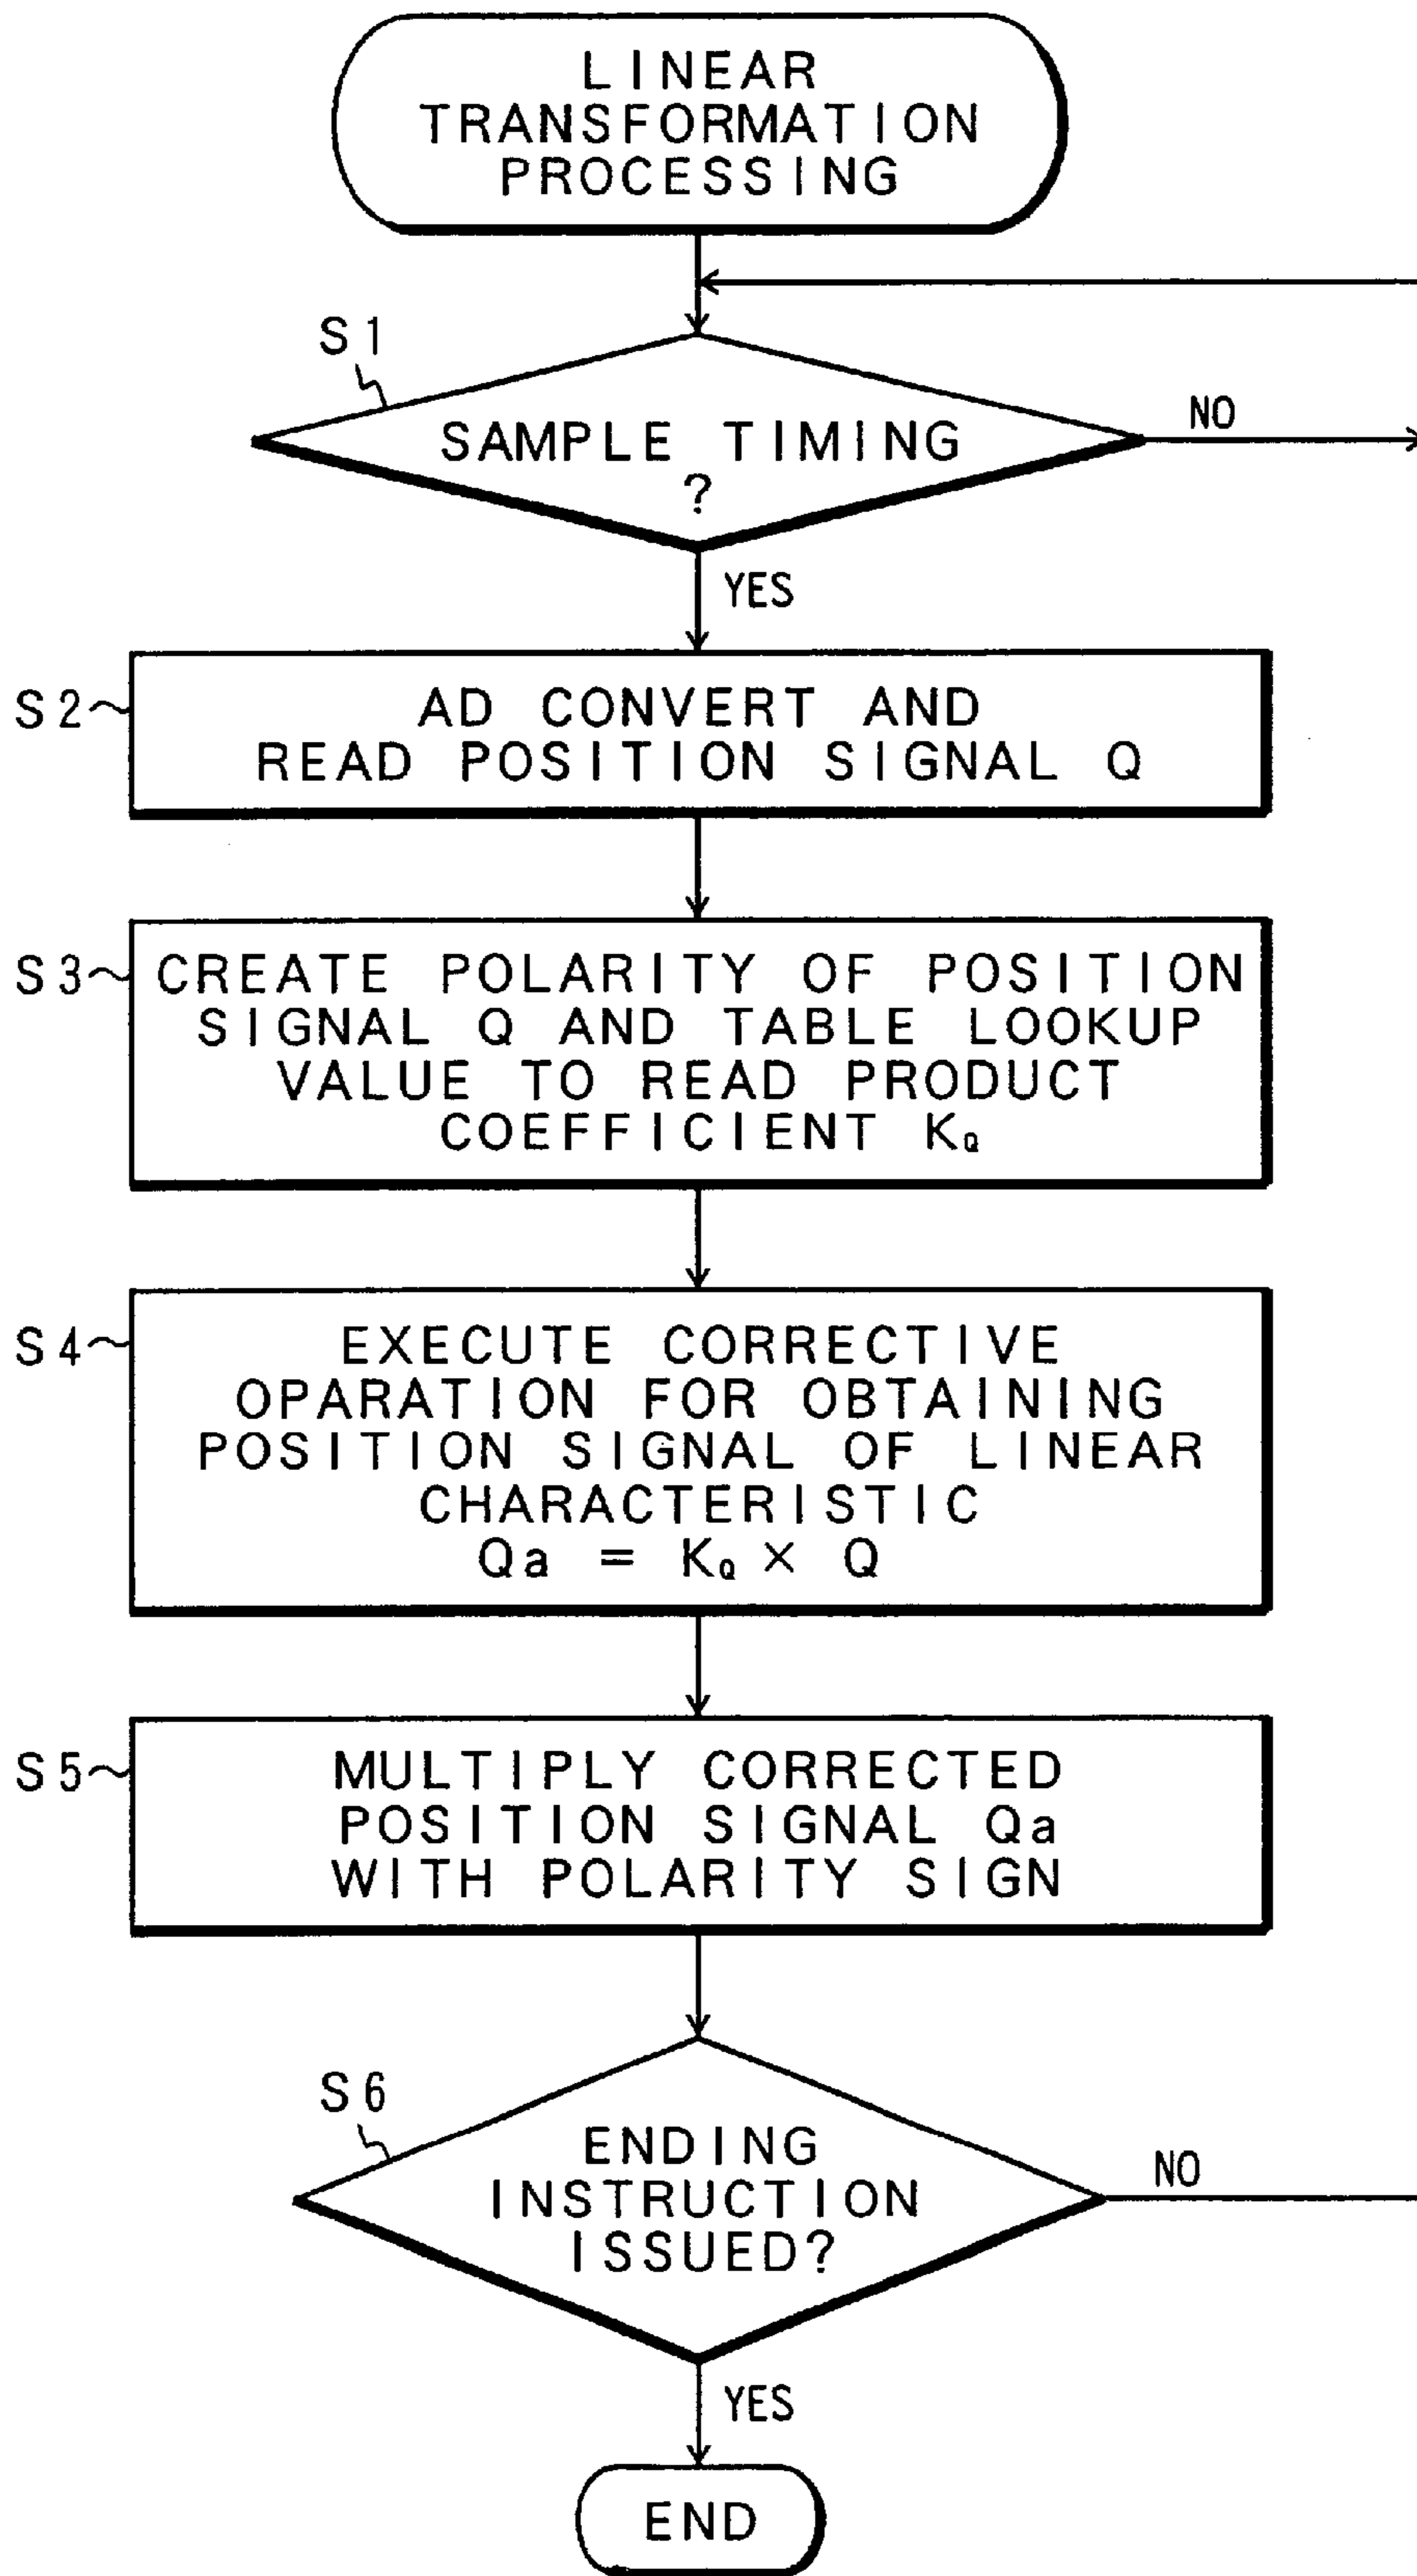 LINEAR
TRANSFORMATION
PROCESSING
S1
SAMPLE TIMING
?
NO
YES
S2
AD CONVERT AND
READ POSITION SIGNAL Q
S3
CREATE POLARITY OF POSITION
SIGNAL Q AND TABLE LOOKUP
VALUE TO READ PRODUCT
COEFFICIENT KQ
S4
EXECUTE CORRECTIVE
OPARATION FOR OBTAINING
POSITION SIGNAL OF LINEAR
CHARACTERISTIC
Qa = KQ × Q
S5
MULTIPLY CORRECTED
POSITION SIGNAL Qa
WITH POLARITY SIGN
S6
ENDING
INSTRUCTION
ISSUED?
NO
YES
END